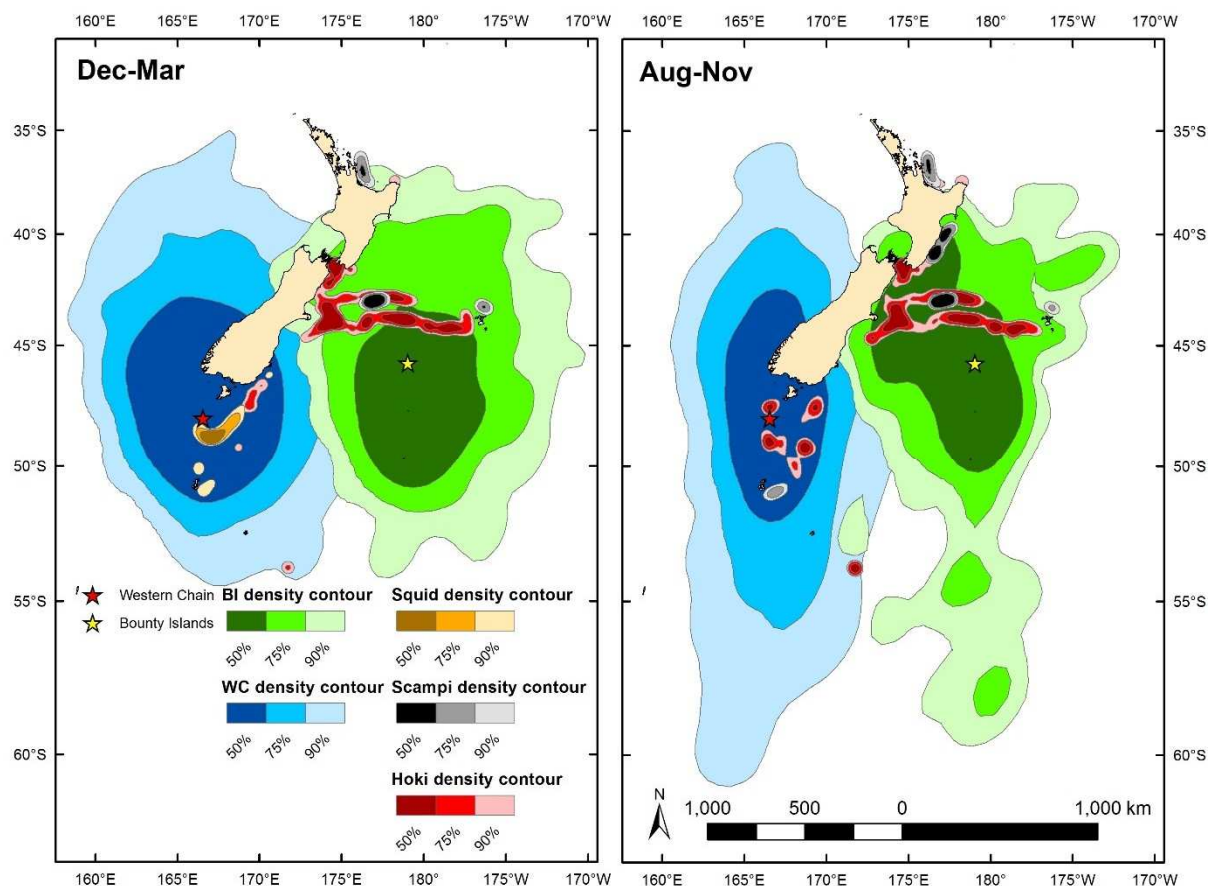 160°E 165°E 170°E 175°E 180° 175°W 170°W
160°E 165°E 170°E 175°E 180° 175°W 170°W
Dec-Mar
Aug-Nov
35°S
40°S
45°S
50°S
55°S
60°S
35°S
40°S
45°S
50°S
55°S
60°S
Western Chain
Bounty Islands
BI density contour
50% 75% 90%
Squid density contour
50% 75% 90%
WC density contour
50% 75% 90%
Scampi density contour
50% 75% 90%
Hoki density contour
50% 75% 90%
N
1,000 500 0 1,000 km
160°E 165°E 170°E 175°E 180° 175°W 170°W
160°E 165°E 170°E 175°E 180° 175°W 170°W